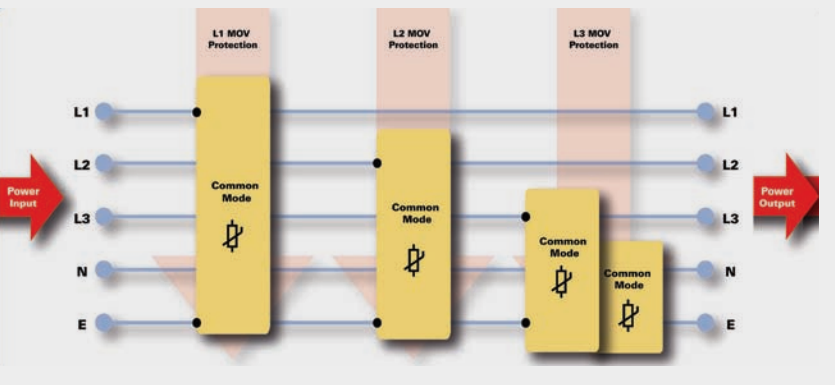 L1 MOV
Protection
L2 MOV
Protection
L3 MOV
Protection
L1
L1
L2
L2
Power
Input
Common
Mode
Power
Output
Common
Mode
L3
L3
Common
Mode
N
Common
Mode
N
E
E